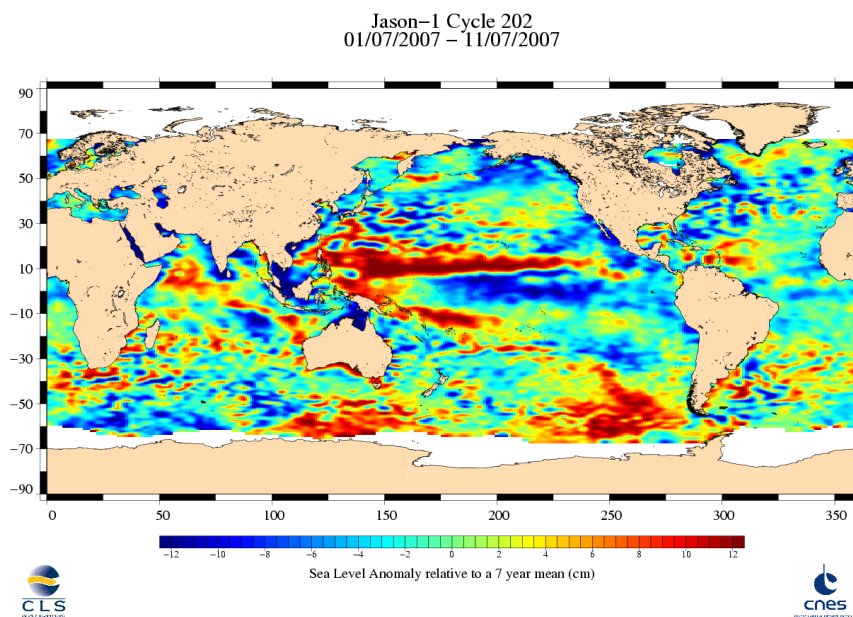 Jason-1 Cycle 202
01/07/2007 - 11/07/2007
90
70
50
30
10
-10
-30
-50
-70
-90
0 50 100 150 200 250 300 350
-12 -10 -8 -6 -4 -2 0 2 4 6 8 10 12
Sea Level Anomaly relative to a 7 year mean (cm)
CLS
cnes